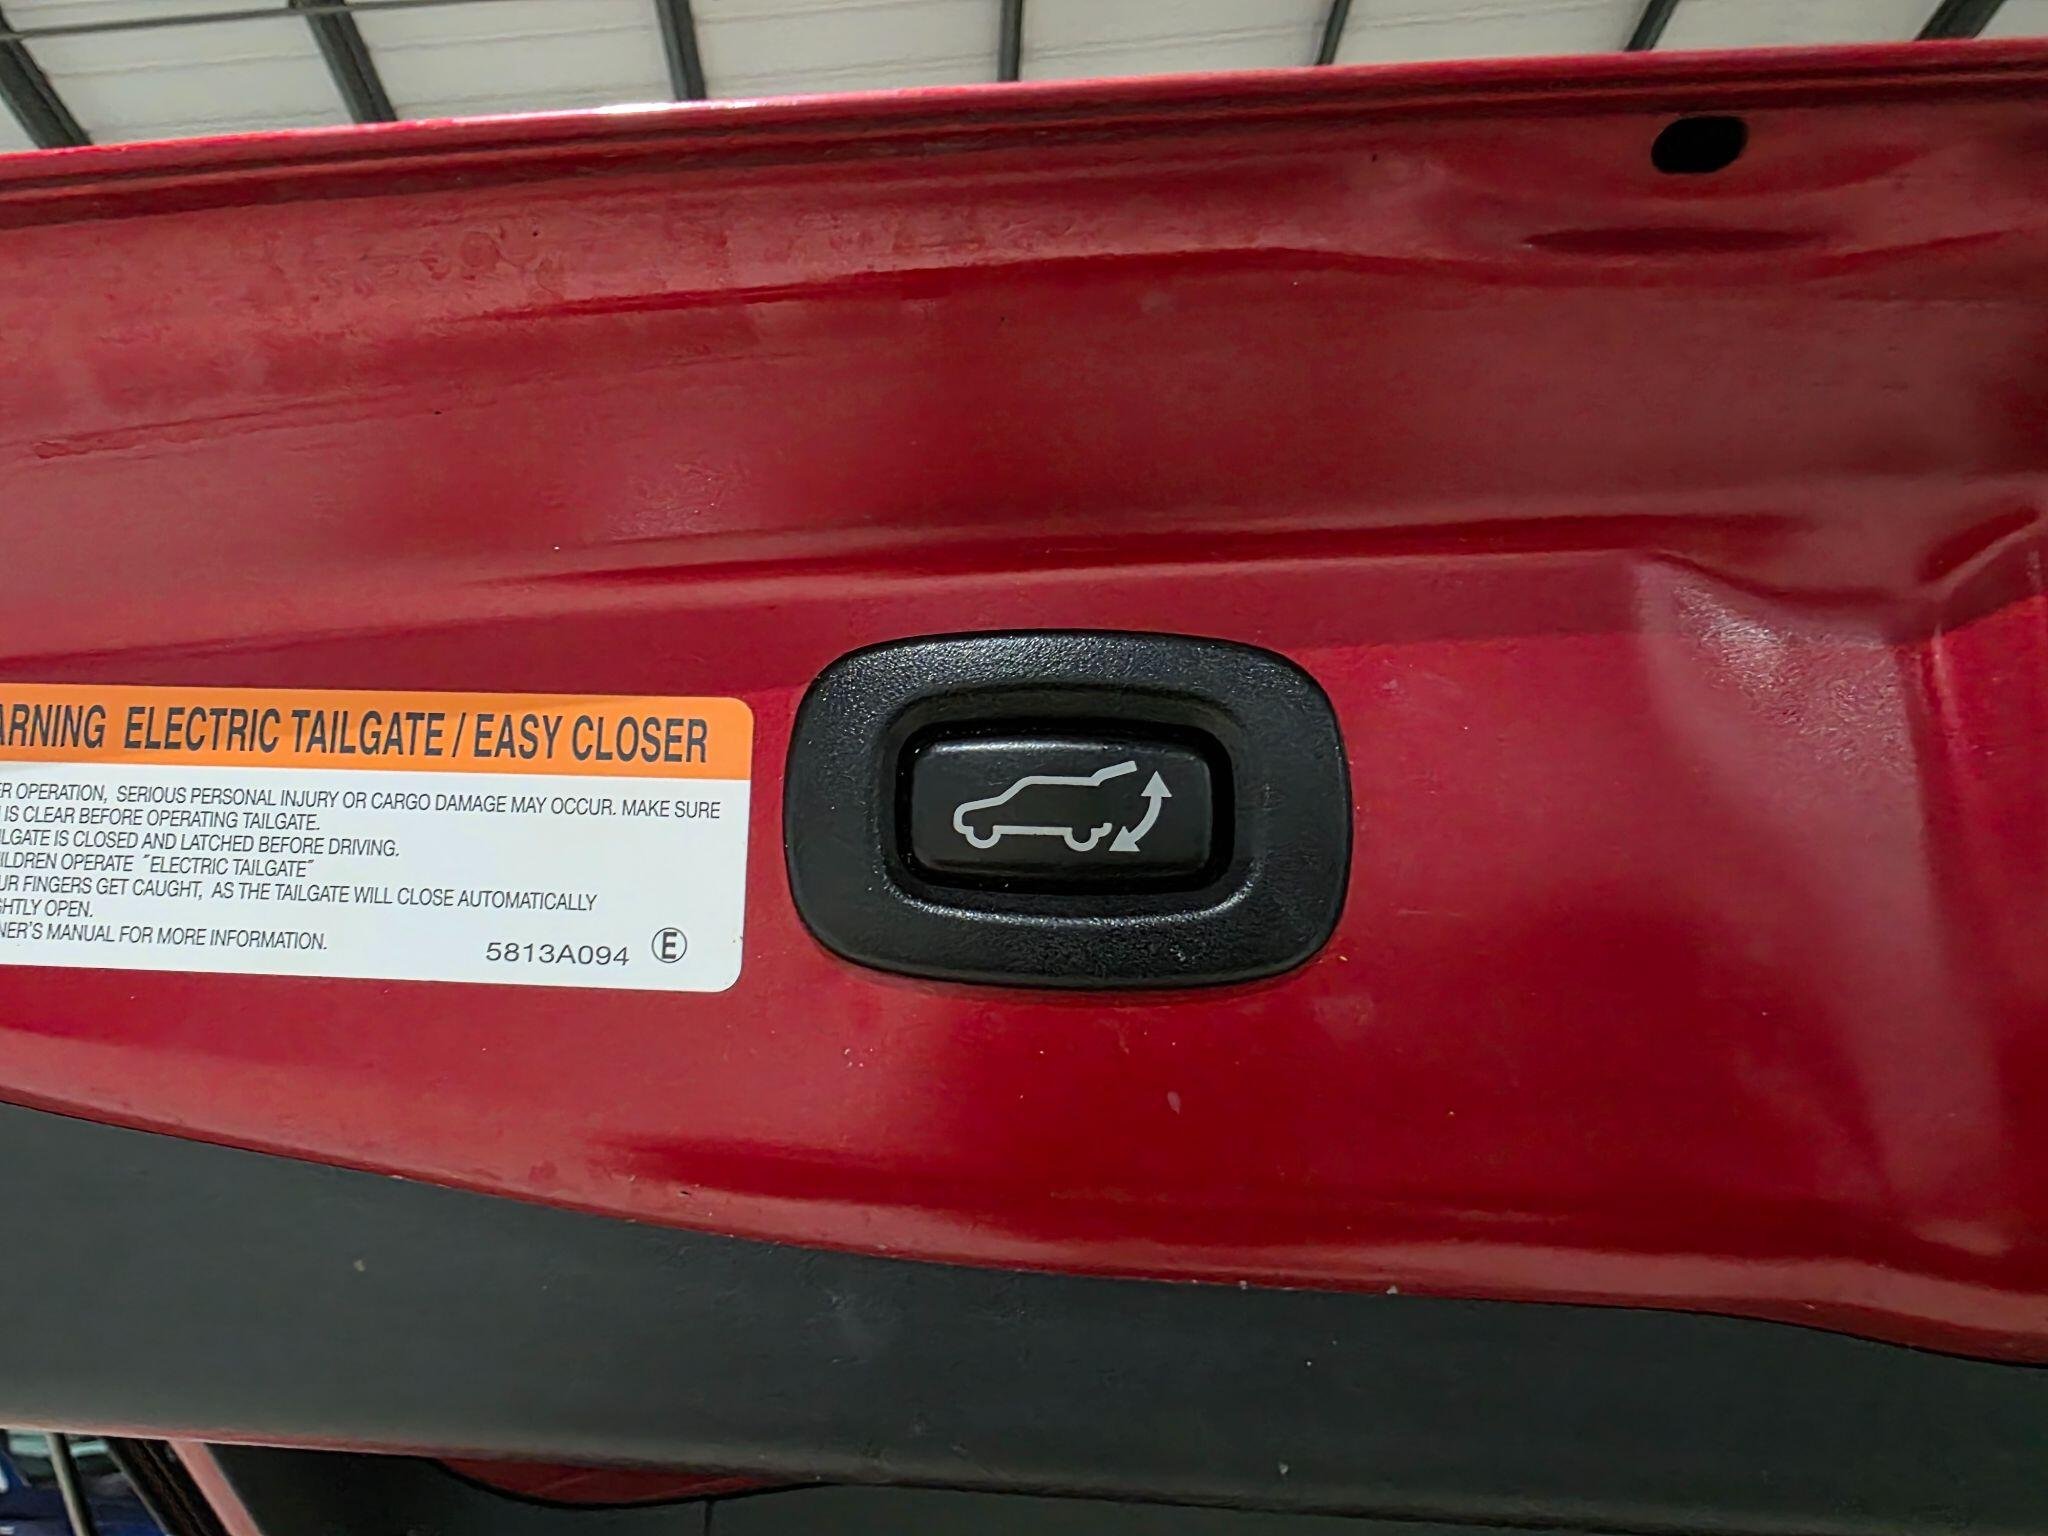 ARNING ELECTRIC TAILGATE / EASY CLOSER
ER OPERATION, SERIOUS PERSONAL INJURY OR CARGO DAMAGE MAY OCCUR. MAKE SURE
IS CLEAR BEFORE OPERATING TAILGATE.
ILGATE IS CLOSED AND LATCHED BEFORE DRIVING.
ILDREN OPERATE "ELECTRIC TAILGATE"
UR FINGERS GET CAUGHT, AS THE TAILGATE WILL CLOSE AUTOMATICALLY
GHTLY OPEN.
NER'S MANUAL FOR MORE INFORMATION.
5813A094 Ⓔ